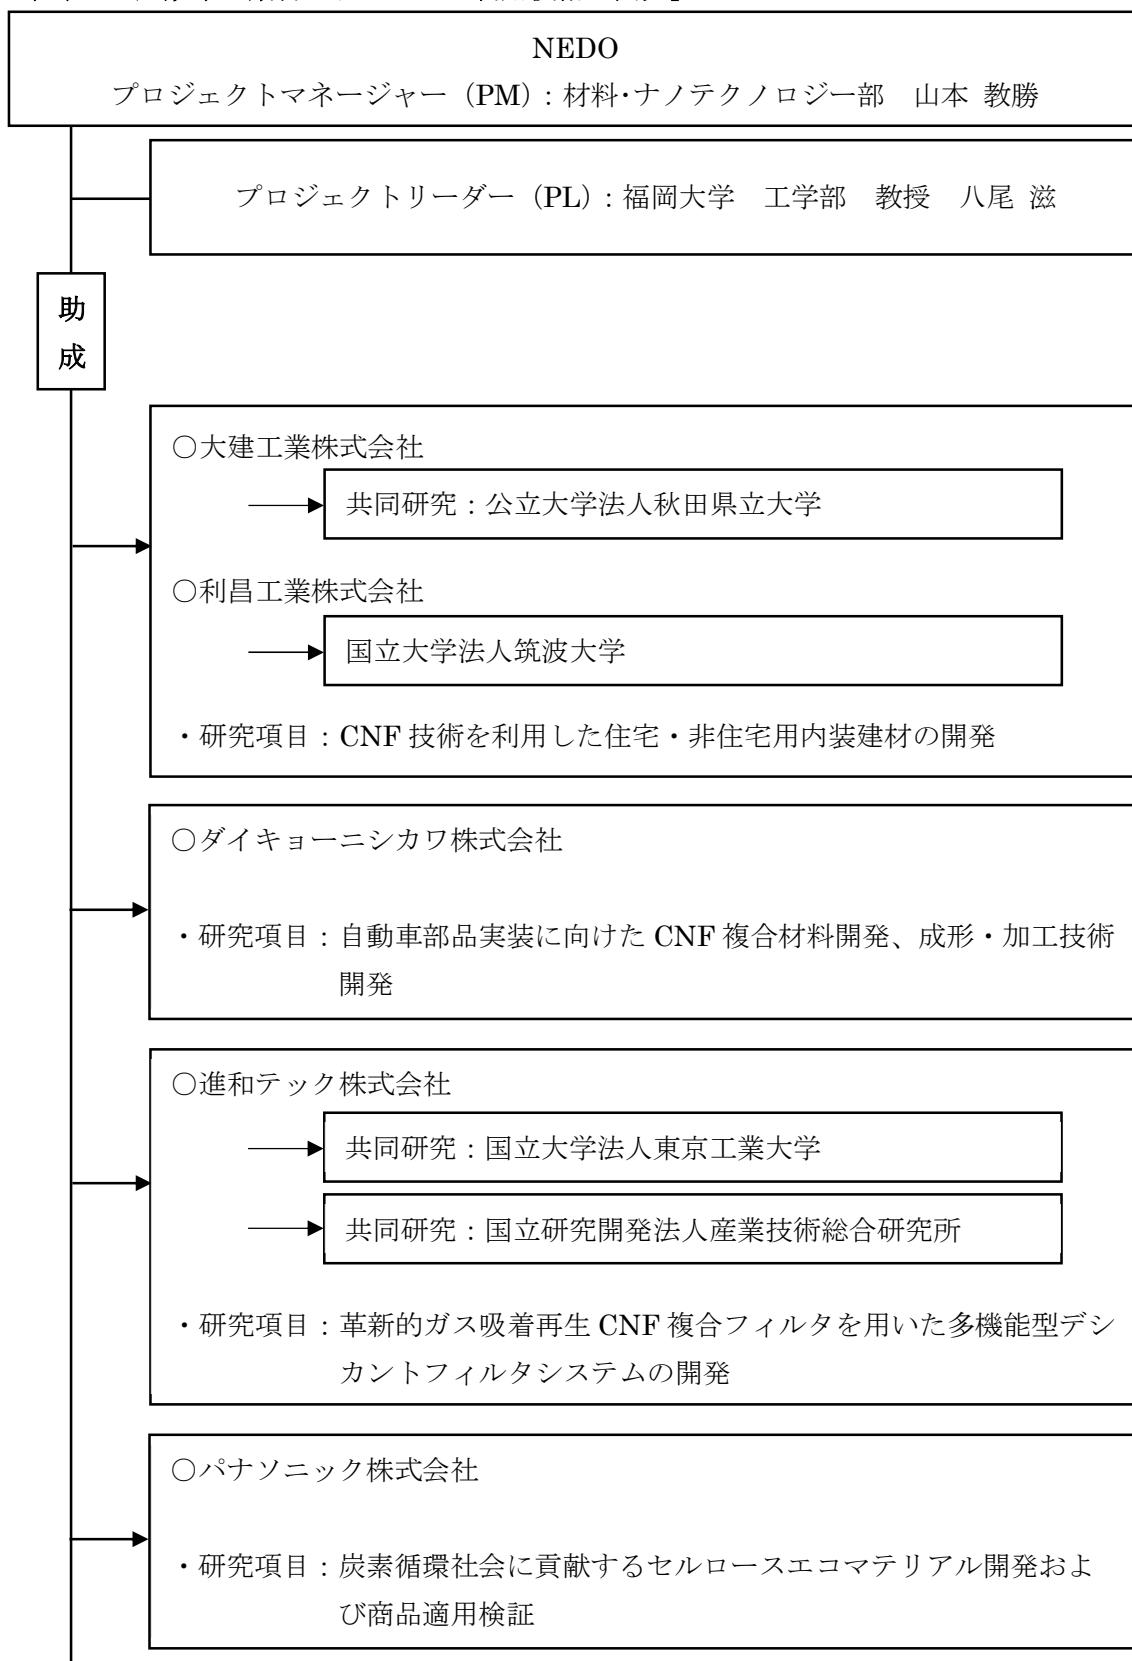 NEDO
プロジェクトマネージャー（PM）：材料・ナノテクノロジー部　山本 教勝
プロジェクトリーダー（PL）：福岡大学　工学部　教授　八尾 滋
助
成
○大建工業株式会社
共同研究：公立大学法人秋田県立大学
○利昌工業株式会社
国立大学法人筑波大学
・研究項目：CNF 技術を利用した住宅・非住宅用内装建材の開発
○ダイキョーニシカワ株式会社
・研究項目：自動車部品実装に向けた CNF 複合材料開発、成形・加工技術
開発
○進和テック株式会社
共同研究：国立大学法人東京工業大学
共同研究：国立研究開発法人産業技術総合研究所
・研究項目：革新的ガス吸着再生 CNF 複合フィルタを用いた多機能型デシ
カントフィルタシステムの開発
○パナソニック株式会社
・研究項目：炭素循環社会に貢献するセルロースエコマテリアル開発およ
び商品適用検証